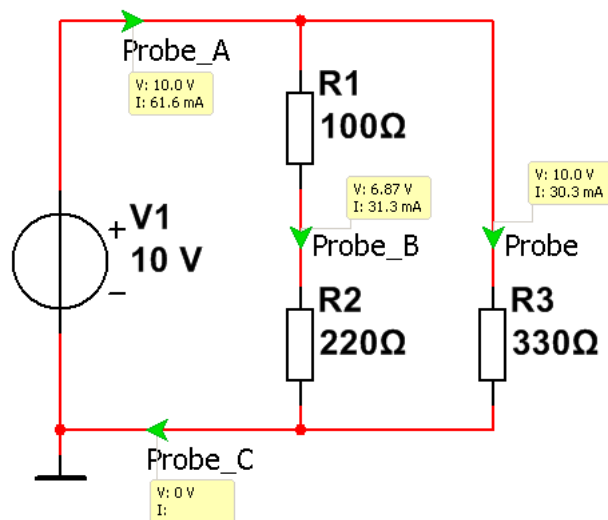 Probe_A
V: 10.0 V
I: 61.6 mA
R1
100Ω
V: 6.87 V
I: 31.3 mA
V: 10.0 V
I: 30.3 mA
+ V1
10 V
−
Probe_B
Probe
R2
220Ω
R3
330Ω
Probe_C
V: 0 V
I: